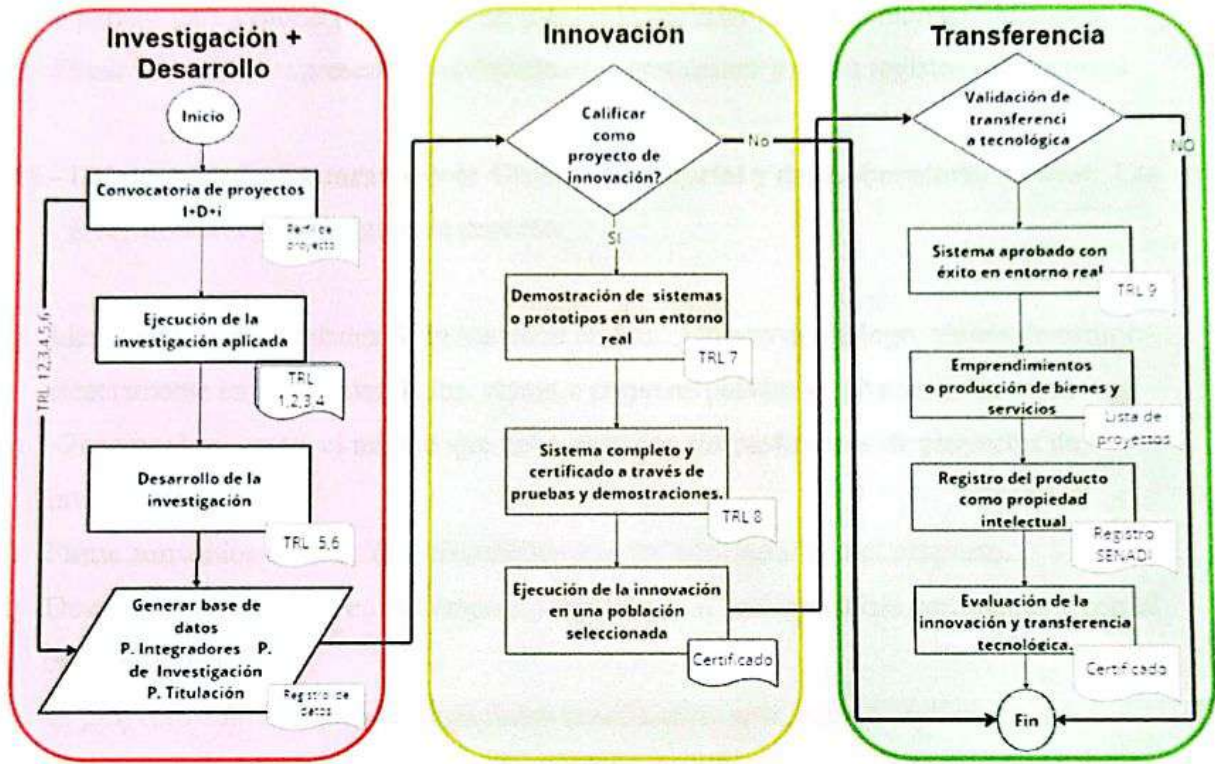 Investigación +
Desarrollo
Inicio
Convocatoria de proyectos
I+D+i
Perfil de
proyecto
TRL 1,2,3,4,5,6
Ejecución de la
investigación aplicada
TRL
1,2,3,4
Desarrollo de la
investigación
TRL 5,6
Generar base de
datos
P. Integradores P.
de Investigación
P. Titulación
Registro de
datos
Innovación
Calificar
como
proyecto de
innovación?
No
SI
Demostración de sistemas
o prototipos en un entorno
real
TRL 7
Sistema completo y
certificado a través de
pruebas y demostraciones.
TRL 8
Ejecución de la innovación
en una población
seleccionada
Certificado
Transferencia
Validación de
transferenci
a tecnológica
NO
Sistema aprobado con
éxito en entorno real
TRL 9
Emprendimientos
o producción de bienes y
servicios
Lista de
proyectos
Registro del producto
como propiedad
intelectual
Registro
SENADI
Evaluación de la
innovación y transferencia
tecnológica.
Certificado
Fin